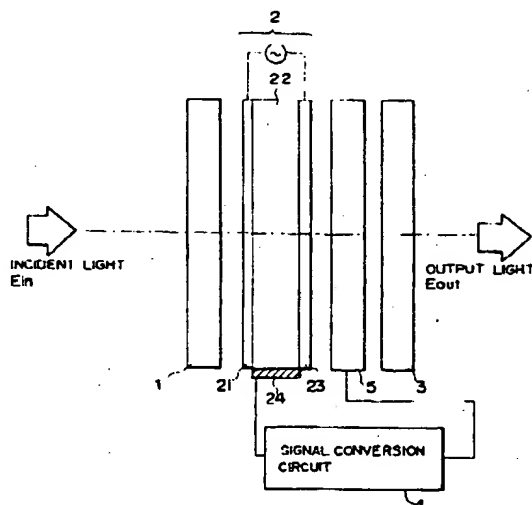 2
22
INCIDENT LIGHT
Ein
OUTPUT LIGHT
Eout
1
21
24
23
5
3
SIGNAL CONVERSION
CIRCUIT